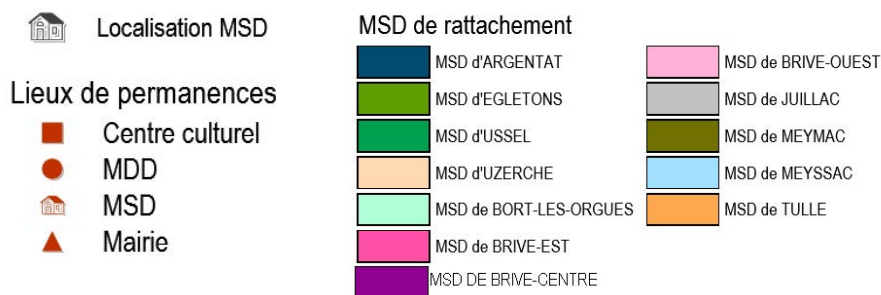 Localisation MSD
Lieux de permanences
Centre culturel
MDD
MSD
Mairie
MSD de rattachement
MSD d'ARGENTAT
MSD d'EGLETONS
MSD d'USSEL
MSD d'UZERCHE
MSD de BORT-LES-ORGUES
MSD de BRIVE-EST
MSD DE BRIVE-CENTRE
MSD de BRIVE-OUEST
MSD de JUILLAC
MSD de MEYMAC
MSD de MEYSSAC
MSD de TULLE